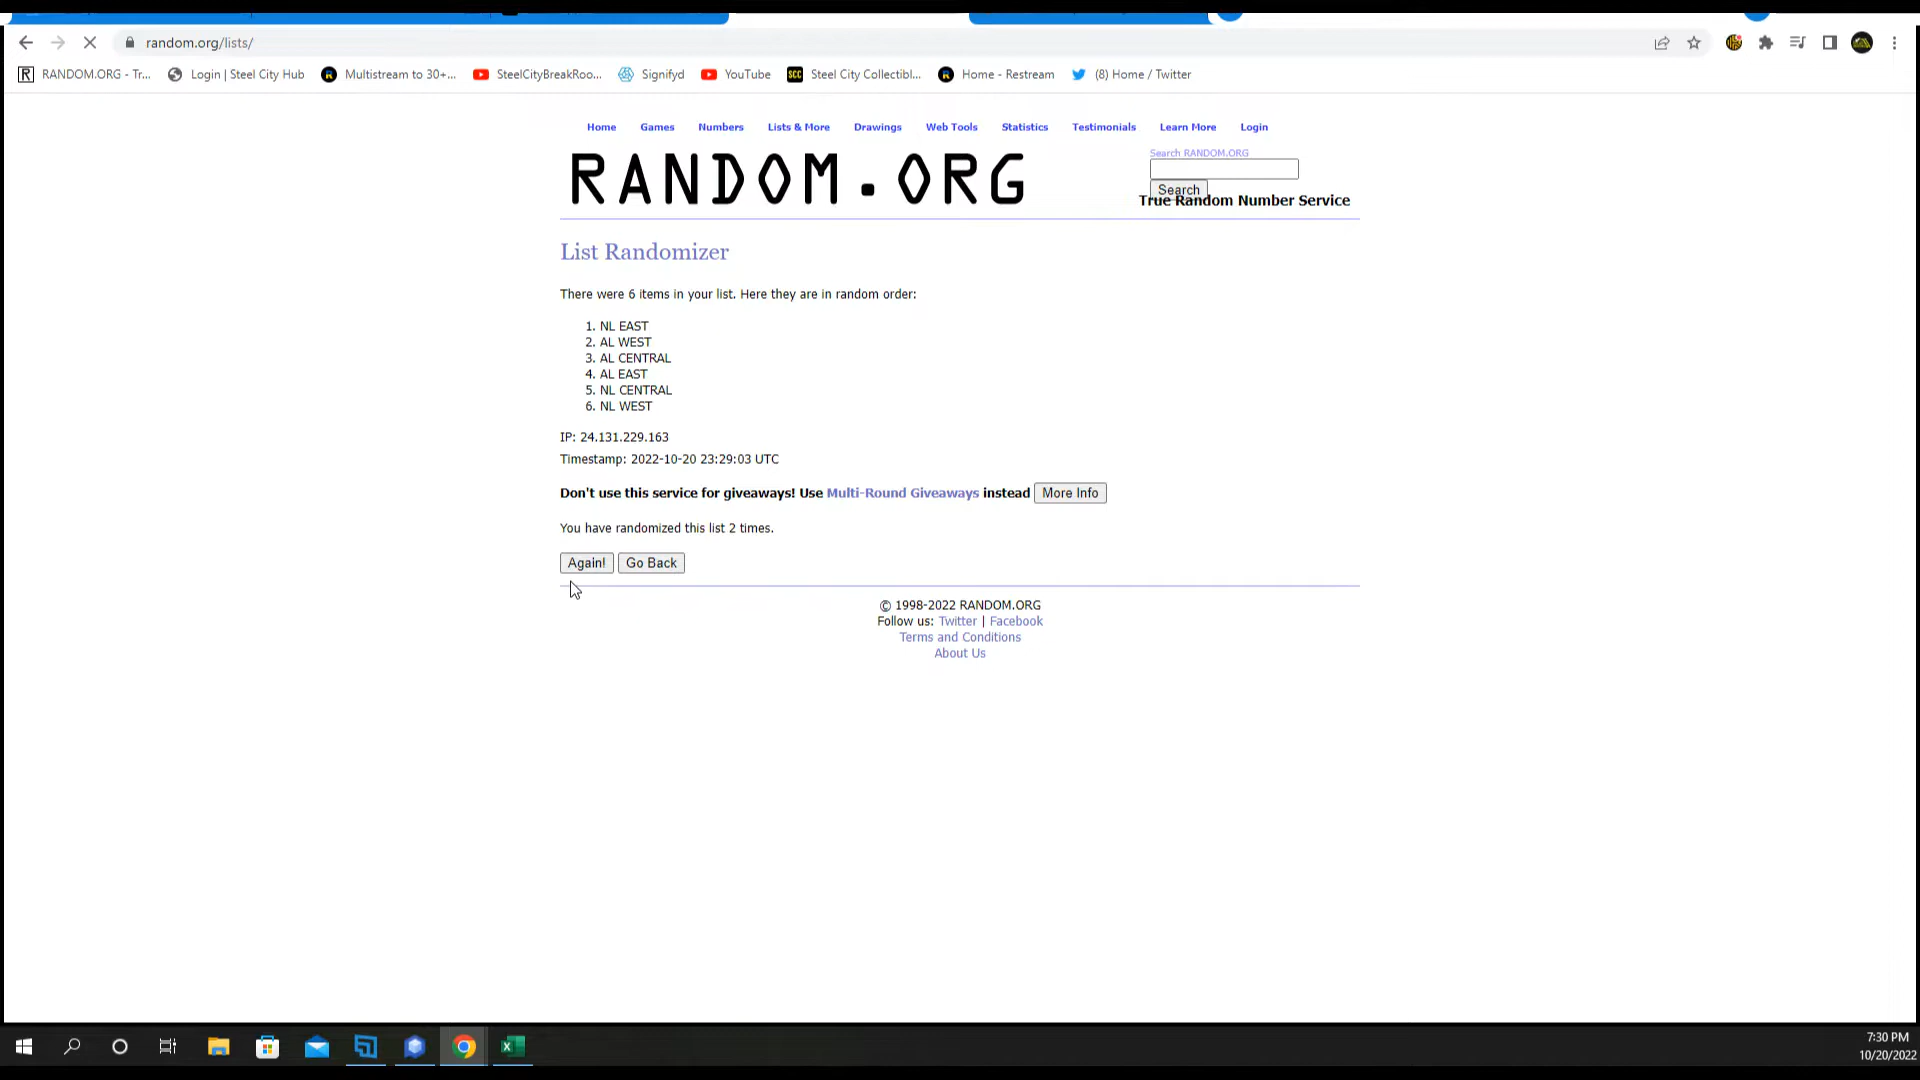 random.org/lists/
RANDOM.ORG - Tr...
Login | Steel City Hub
Multistream to 30+...
SteelCityBreakRoo...
Signifyd
YouTube
SCC
Steel City Collectibl...
Home - Restream
(8) Home / Twitter
Home Games Numbers Lists & More Drawings Web Tools Statistics Testimonials Learn More Login
Search RANDOM.ORG
RANDOM.ORG
Search
True Random Number Service
List Randomizer
There were 6 items in your list. Here they are in random order:
1. NL EAST
2. AL WEST
3. AL CENTRAL
4. AL EAST
5. NL CENTRAL
6. NL WEST
IP: 24.131.229.163
Timestamp: 2022-10-20 23:29:03 UTC
Don't use this service for giveaways! Use Multi-Round Giveaways instead More Info
You have randomized this list 2 times.
Again! Go Back
© 1998-2022 RANDOM.ORG
Follow us: Twitter | Facebook
Terms and Conditions
About Us
7:30 PM
10/20/2022